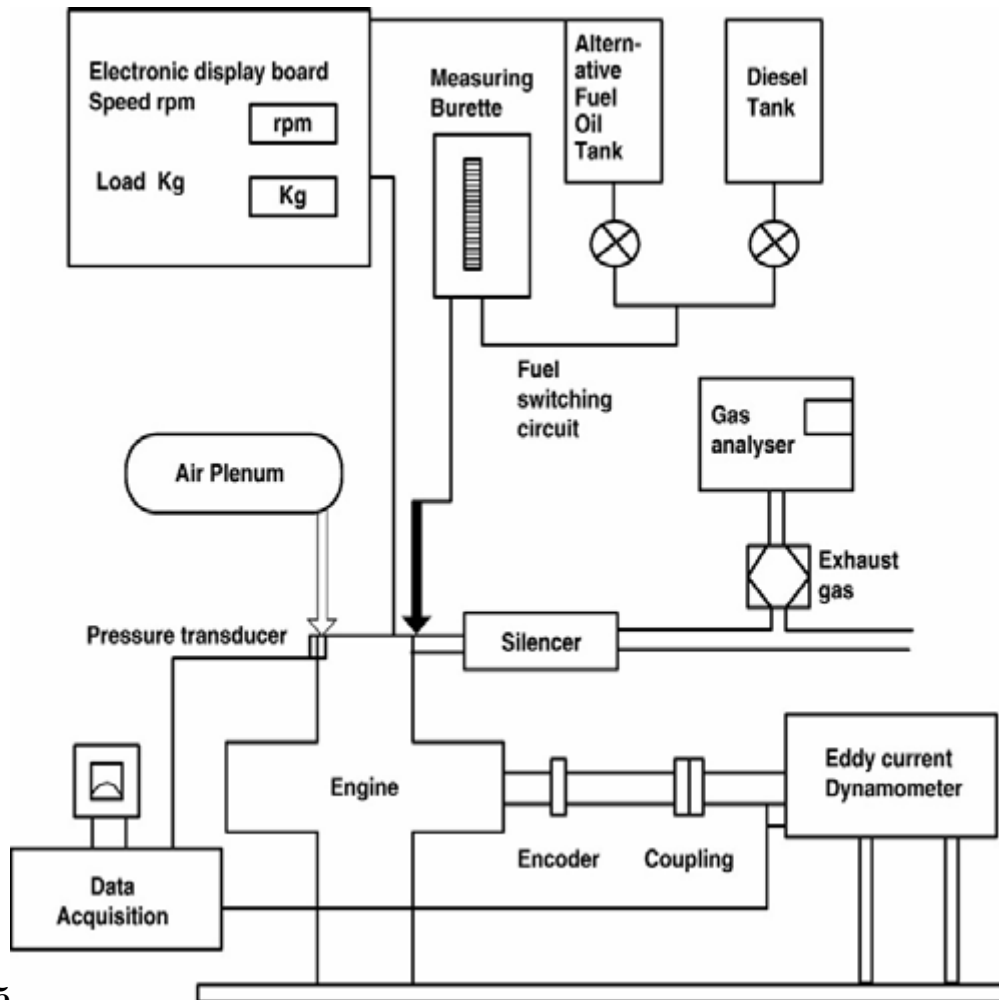 Electronic display board
Speed rpm
rpm
Load Kg
Kg
Measuring
Burette
Altern-
ative
Fuel
Oil
Tank
Diesel
Tank
Fuel
switching
circuit
Gas
analyser
Air Plenum
Exhaust
gas
Pressure transducer
Silencer
Engine
Eddy current
Dynamometer
Encoder
Coupling
Data
Acquisition